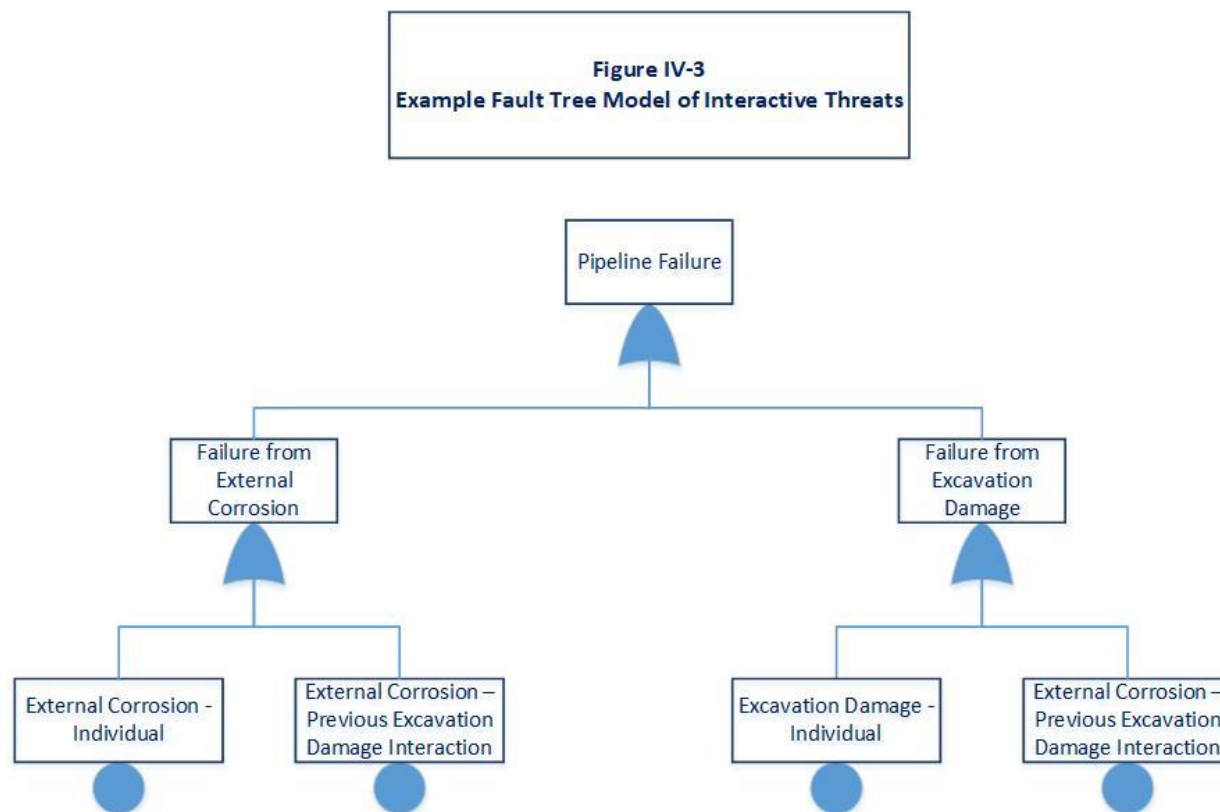 Figure IV-3
Example Fault Tree Model of Interactive Threats
Pipeline Failure
Failure from
External
Corrosion
Failure from
Excavation
Damage
External Corrosion -
Individual
External Corrosion –
Previous Excavation
Damage Interaction
Excavation Damage -
Individual
External Corrosion –
Previous Excavation
Damage Interaction